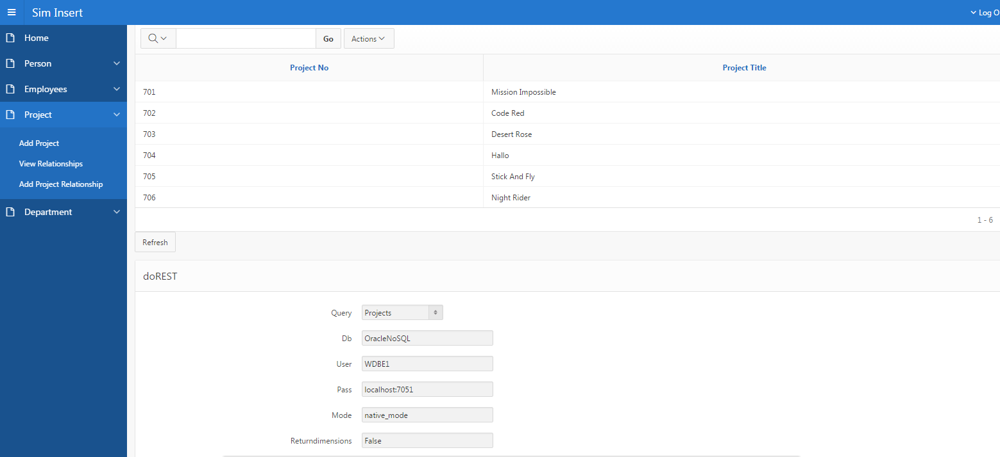 Sim Insert
Log O
Home
Person
Employees
Project
Add Project
View Relationships
Add Project Relationship
Department
Go
Actions
Project No Project Title
701 Mission Impossible
702 Code Red
703 Desert Rose
704 Hallo
705 Stick And Fly
706 Night Rider
1 - 6
Refresh
doREST
Query Projects
Db OracleNoSQL
User WDBE1
Pass localhost:7051
Mode native_mode
Returndimensions False